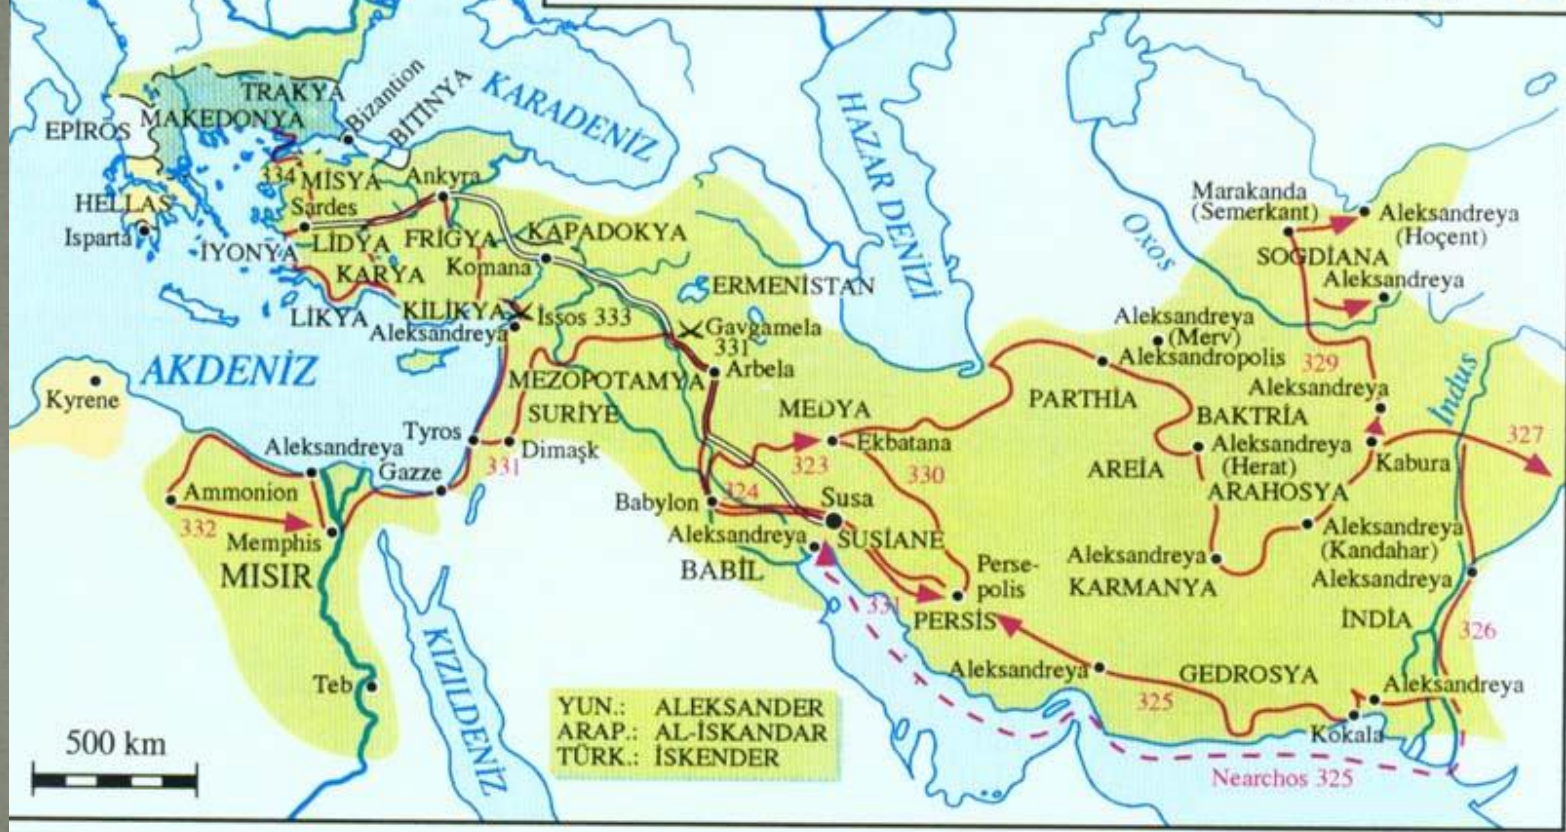 TRAKYA
MAKEDONYA
EPİROS
Bizantion
BİTİNYA
KARADENİZ
HAZAR DENİZİ
334
MİSYA
Ankyra
HELLAS
Isparta
Sardes
İYONYA
LİDYA
FRİGYA
KAPADOKYA
KARYA
Komana
ERMENİSTAN
LİKYA
KİLİKYA
Issos 333
Aleksandreya
Gavgamela
331
Arbela
AKDENİZ
Kyrene
MEZOPOTAMYA
SURİYE
Tyros
Dimaşk
331
Aleksandreya
Gazze
Ammonion
332
Memphis
MISIR
Teb
KIZILDENİZ
500 km
MEDYA
Ekbatana
323
330
324
Babylon
Susa
Aleksandreya
SUSİANE
BABİL
331
Perse-
polis
PERSİS
Oxos
Marakanda
(Semerkant)
Aleksandreya
(Hoçent)
SOGDİANA
Aleksandreya
Aleksandreya
(Merv)
Aleksandropolis
329
PARTHİA
Aleksandreya
BAKTRİA
İndus
327
AREİA
Aleksandreya
(Herat)
Kabura
ARAHOSYA
Aleksandreya
(Kandahar)
Aleksandreya
KARMANYA
Aleksandreya
İNDİA
326
Aleksandreya
GEDROSYA
325
Aleksandreya
Kokala
Nearchos 325
YUN.: ALEKSANDER
ARAP.: AL-İSKANDAR
TÜRK.: İSKENDER